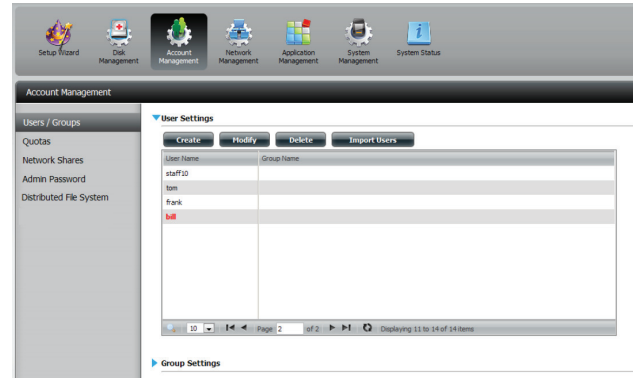 Setup Wizard
Disk Management
Account Management
Network Management
Application Management
System Management
System Status
Account Management
Users / Groups
Quotas
Network Shares
Admin Password
Distributed File System
User Settings
Create Modify Delete Import Users
User Name Group Name
staff10
tom
frank
bill
10 Page 2 of 2 Displaying 11 to 14 of 14 items
Group Settings